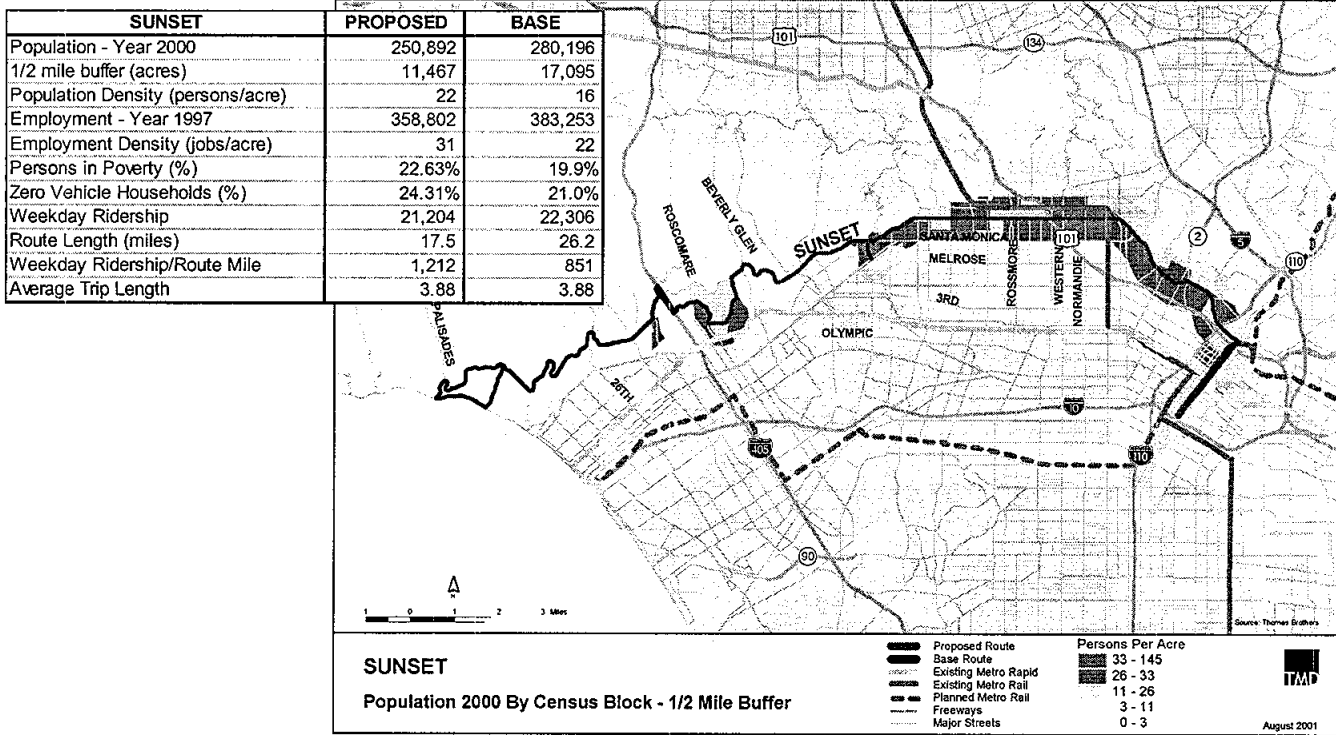 SUNSET PROPOSED BASE
Population - Year 2000 250,892 280,196
1/2 mile buffer (acres) 11,467 17,095
Population Density (persons/acre) 22 16
Employment - Year 1997 358,802 383,253
Employment Density (jobs/acre) 31 22
Persons in Poverty (%) 22.63% 19.9%
Zero Vehicle Households (%) 24.31% 21.0%
Weekday Ridership 21,204 22,306
Route Length (miles) 17.5 26.2
Weekday Ridership/Route Mile 1,212 851
Average Trip Length 3.88 3.88
101
134
BEVERLY GLEN
ROSCOMARE
SUNSET
SANTA MONICA
101
2
5
110
MELROSE
ROSSMORE
WESTERN
NORMANDIE
3RD
PALISADES
OLYMPIC
26TH
10
405
110
90
N
1 0 1 2 3 Miles
Source: Thomas Brothers
SUNSET
Population 2000 By Census Block - 1/2 Mile Buffer
Proposed Route
Base Route
Existing Metro Rapid
Existing Metro Rail
Planned Metro Rail
Freeways
Major Streets
Persons Per Acre
33 - 145
26 - 33
11 - 26
3 - 11
0 - 3
TMD
August 2001